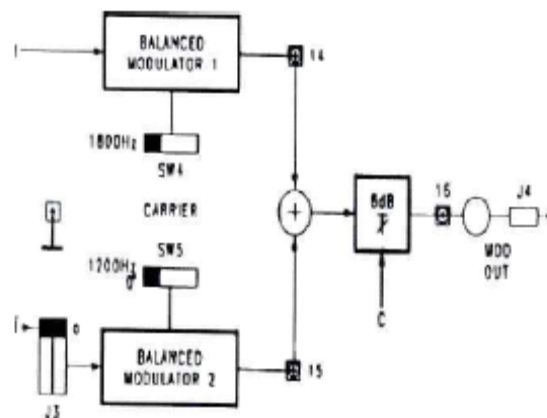 BALANCED
MODULATOR 1
14
1800Hz
SW4
CARRIER
6dB
16
J4
MOD
OUT
SW5
1200Hz
0
C
0
BALANCED
MODULATOR 2
15
J3